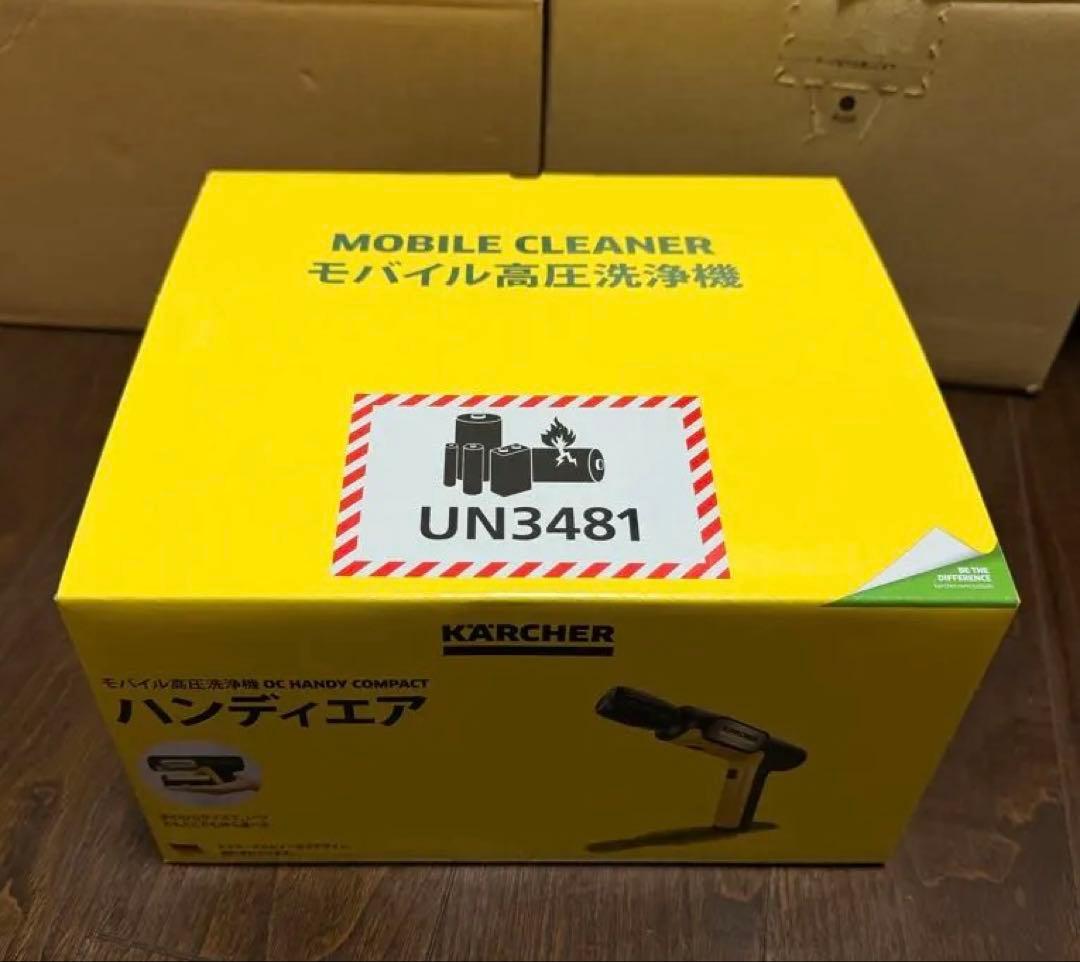 MOBILE CLEANER
モバイル高圧洗浄機
UN3481
BE THE
DIFFERENCE
KÄRCHER
モバイル高圧洗浄機 OC HANDY COMPACT
ハンディエア
KÄRCHER